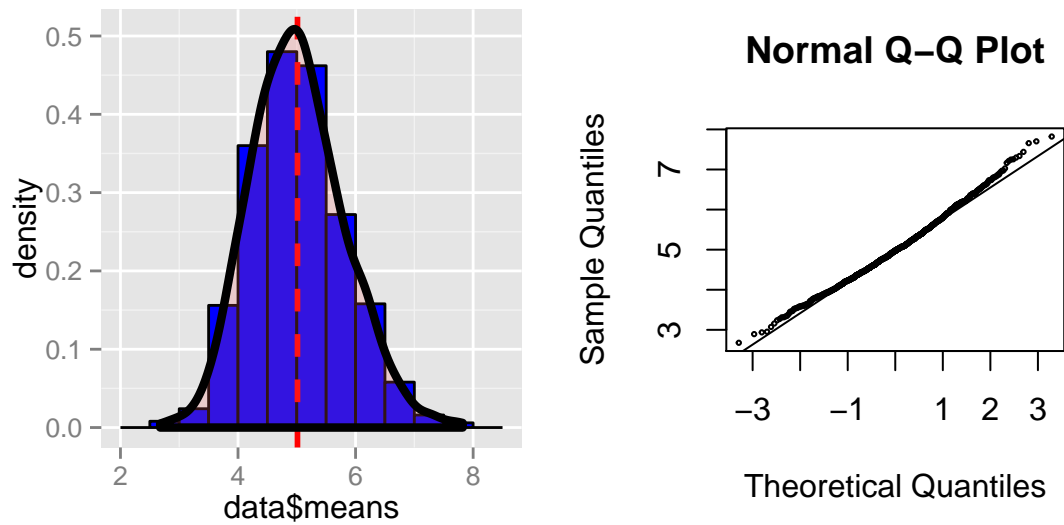 density
0.5
0.4
0.3
0.2
0.1
0.0
2 4 6 8
data$means
Normal Q−Q Plot
Sample Quantiles
7
5
3
−3 −1 1 2 3
Theoretical Quantiles